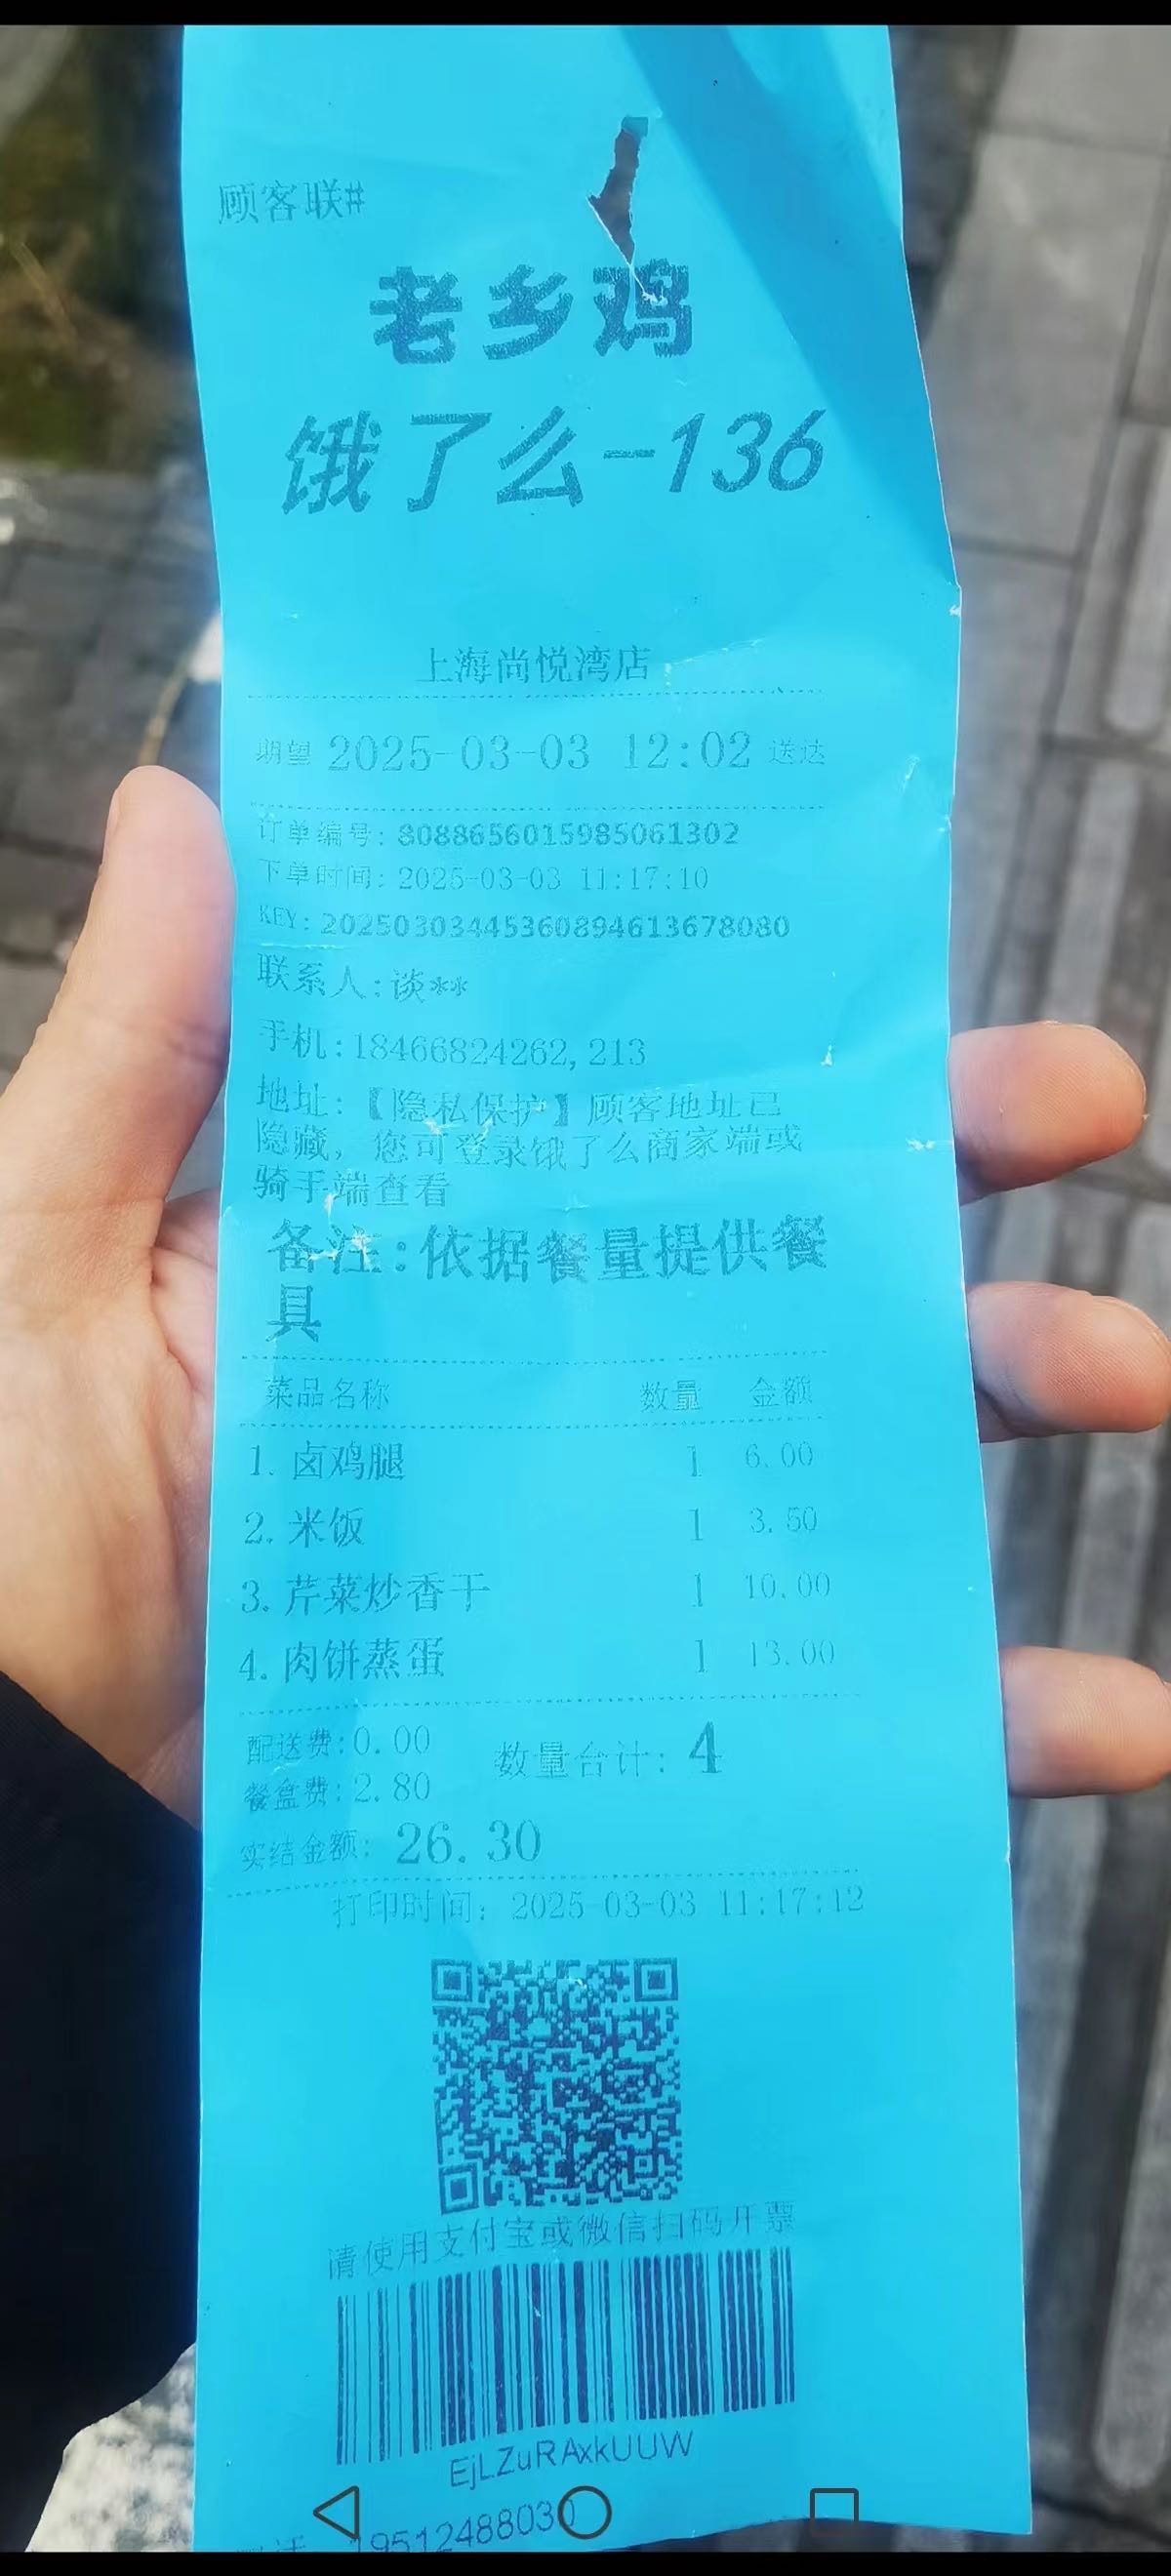 顾客联#
老乡鸡
饿了么-136
上海尚悦湾店
期望 2025-03-03 12:02 送达
订单编号: 8088656015985061302
下单时间: 2025-03-03 11:17:10
KEY: 20250303445360894613678080
联系人:谈**
手机:18466824262,213
地址:【隐私保护】顾客地址已
隐藏，您可登录饿了么商家端或
骑手端查看
备注:依据餐量提供餐
具
菜品名称 数量 金额
1. 卤鸡腿 1 6.00
2. 米饭 1 3.50
3. 芹菜炒香干 1 10.00
4. 肉饼蒸蛋 1 13.00
配送费:0.00 数量合计: 4
餐盒费:2.80
实结金额: 26.30
打印时间: 2025-03-03 11:17:12
请使用支付宝或微信扫码开票
EjLZuRAxkUUW
19512488030